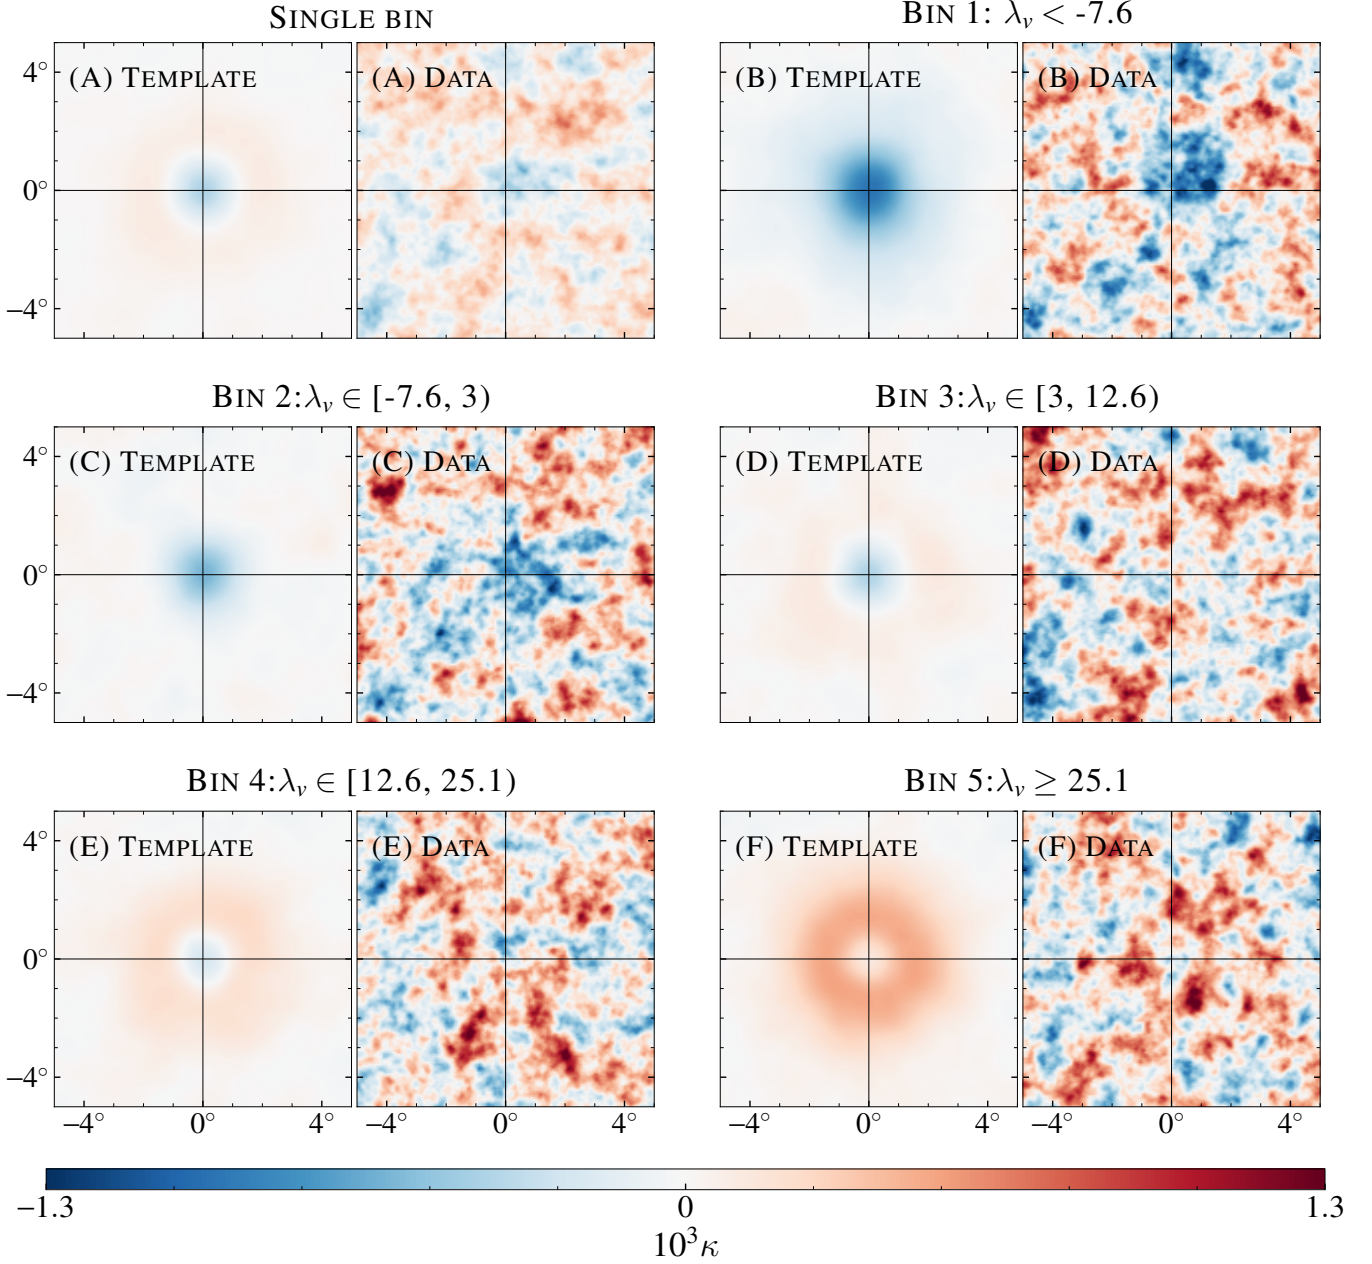 SINGLE BIN
BIN 1: λv < -7.6
(A) TEMPLATE
(A) DATA
(B) TEMPLATE
(B) DATA
4°
0°
−4°
BIN 2:λv ∈ [-7.6, 3)
BIN 3:λv ∈ [3, 12.6)
(C) TEMPLATE
(C) DATA
(D) TEMPLATE
(D) DATA
4°
0°
−4°
BIN 4:λv ∈ [12.6, 25.1)
BIN 5:λv ≥ 25.1
(E) TEMPLATE
(E) DATA
(F) TEMPLATE
(F) DATA
4°
0°
−4°
−4° 0° 4° −4° 0° 4° −4° 0° 4° −4° 0° 4°
−1.3 0 1.3
10³κ